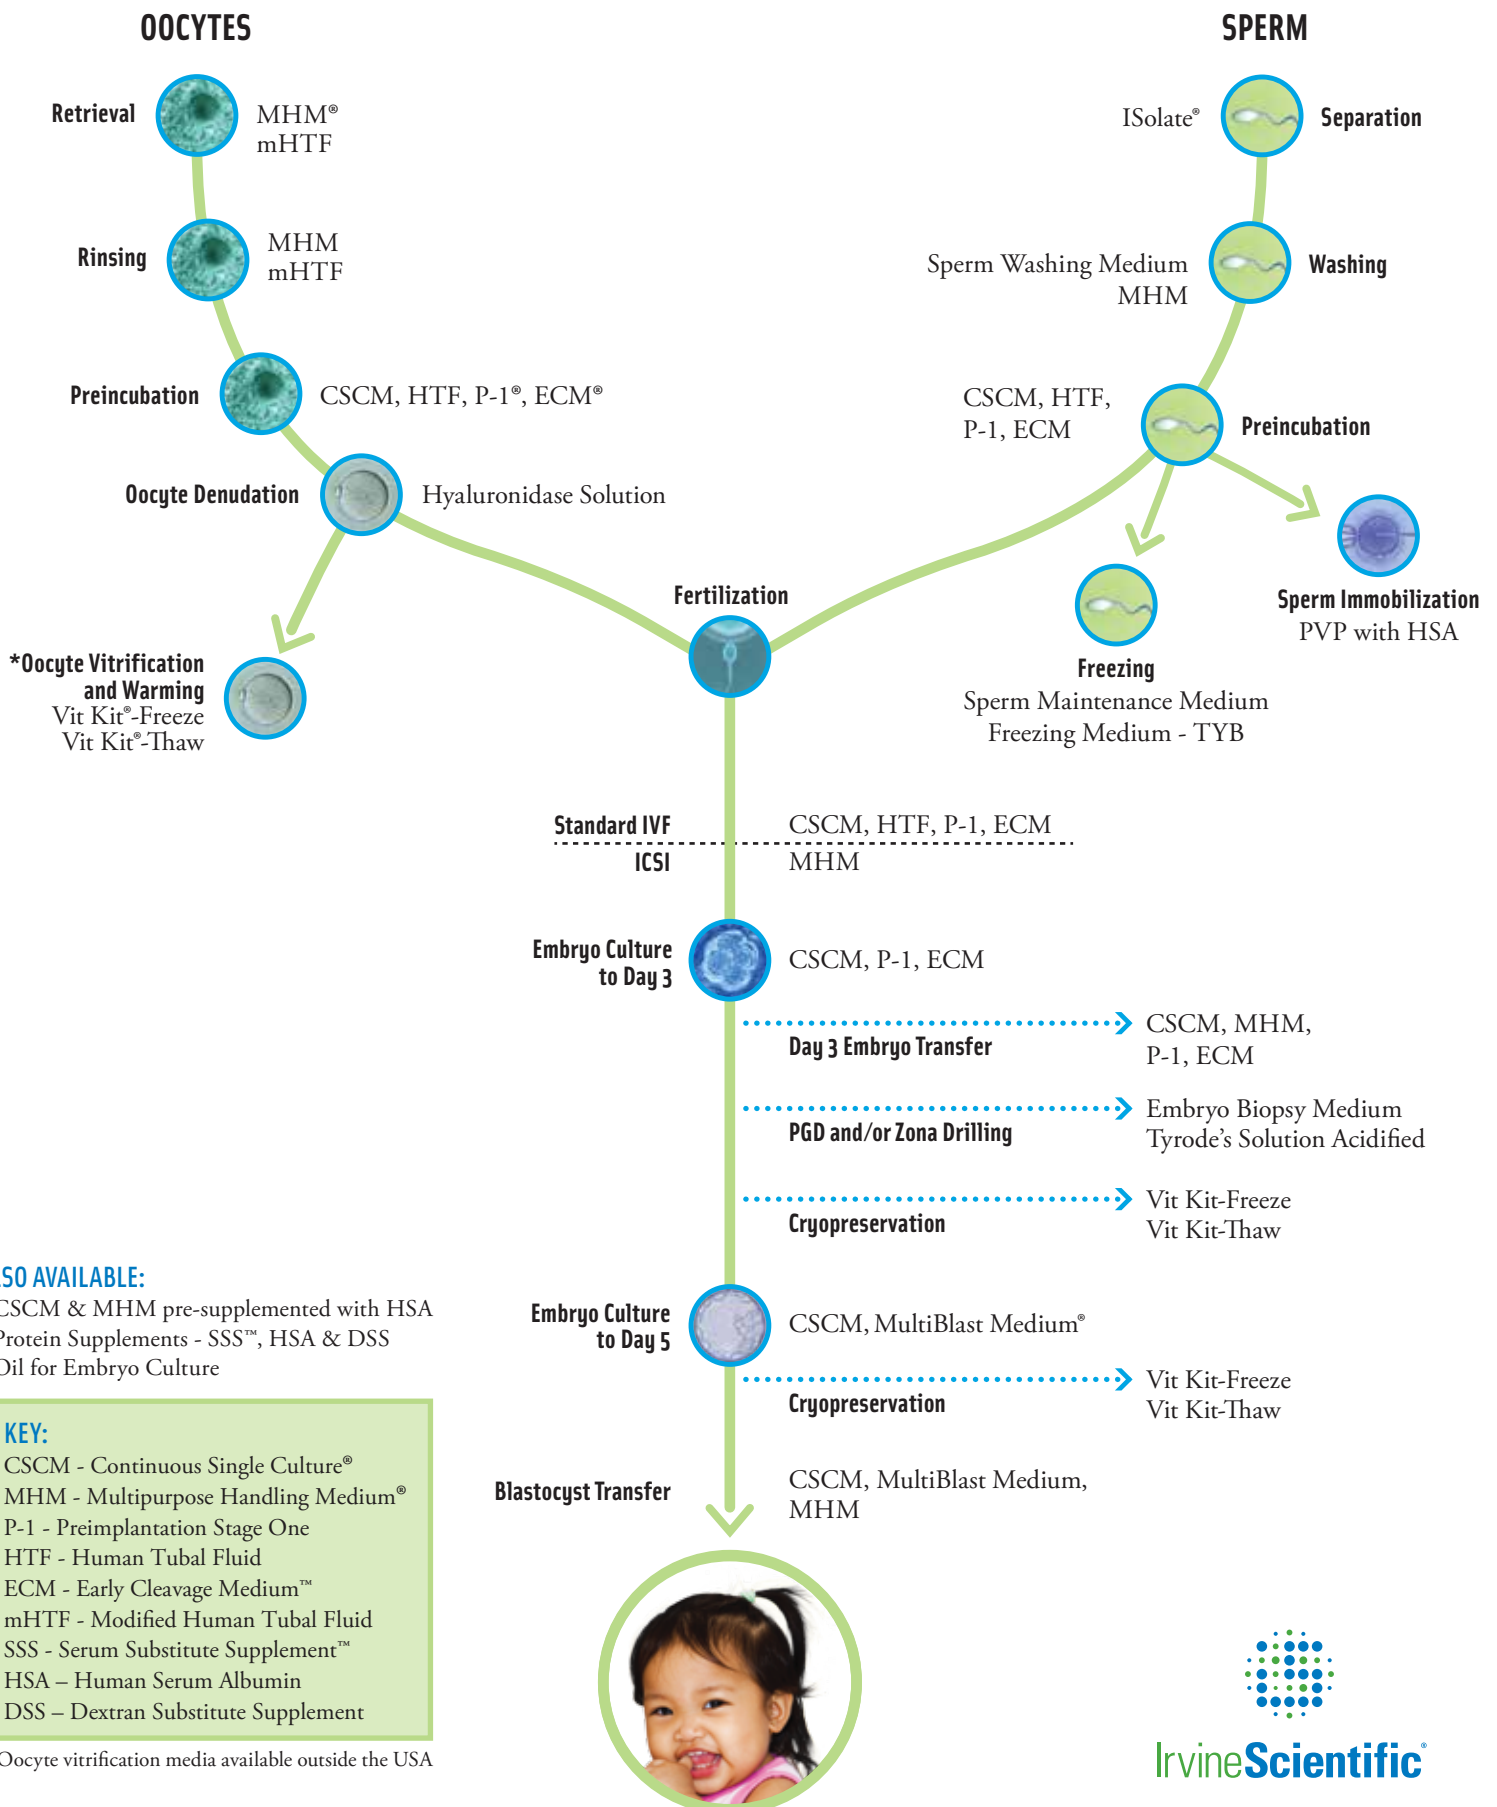 OOCYTES
Retrieval
MHM®
mHTF
Rinsing
MHM
mHTF
Preincubation
CSCM, HTF, P-1®, ECM®
Oocyte Denudation
Hyaluronidase Solution
*Oocyte Vitrification
and Warming
Vit Kit®-Freeze
Vit Kit®-Thaw
SPERM
ISolate®
Separation
Sperm Washing Medium
MHM
Washing
CSCM, HTF,
P-1, ECM
Preincubation
Sperm Immobilization
PVP with HSA
Freezing
Sperm Maintenance Medium
Freezing Medium - TYB
Fertilization
Standard IVF
CSCM, HTF, P-1, ECM
ICSI
MHM
Embryo Culture
to Day 3
CSCM, P-1, ECM
Day 3 Embryo Transfer
CSCM, MHM,
P-1, ECM
PGD and/or Zona Drilling
Embryo Biopsy Medium
Tyrode's Solution Acidified
Cryopreservation
Vit Kit-Freeze
Vit Kit-Thaw
Embryo Culture
to Day 5
CSCM, MultiBlast Medium®
Cryopreservation
Vit Kit-Freeze
Vit Kit-Thaw
Blastocyst Transfer
CSCM, MultiBlast Medium,
MHM
SO AVAILABLE:
CSCM & MHM pre-supplemented with HSA
Protein Supplements - SSS™, HSA & DSS
Oil for Embryo Culture
KEY:
CSCM - Continuous Single Culture®
MHM - Multipurpose Handling Medium®
P-1 - Preimplantation Stage One
HTF - Human Tubal Fluid
ECM - Early Cleavage Medium™
mHTF - Modified Human Tubal Fluid
SSS - Serum Substitute Supplement™
HSA – Human Serum Albumin
DSS – Dextran Substitute Supplement
Oocyte vitrification media available outside the USA
IrvineScientific®